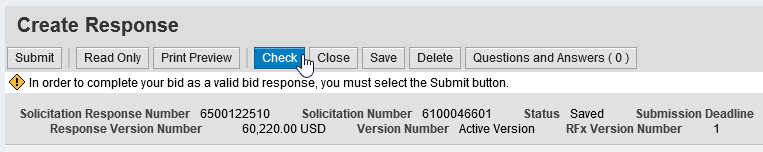 Create Response
Submit Read Only Print Preview Check Close Save Delete Questions and Answers ( 0 )
In order to complete your bid as a valid bid response, you must select the Submit button.
Solicitation Response Number 6500122510 Solicitation Number 6100046601 Status Saved Submission Deadline
Response Version Number 60,220.00 USD Version Number Active Version RFx Version Number 1